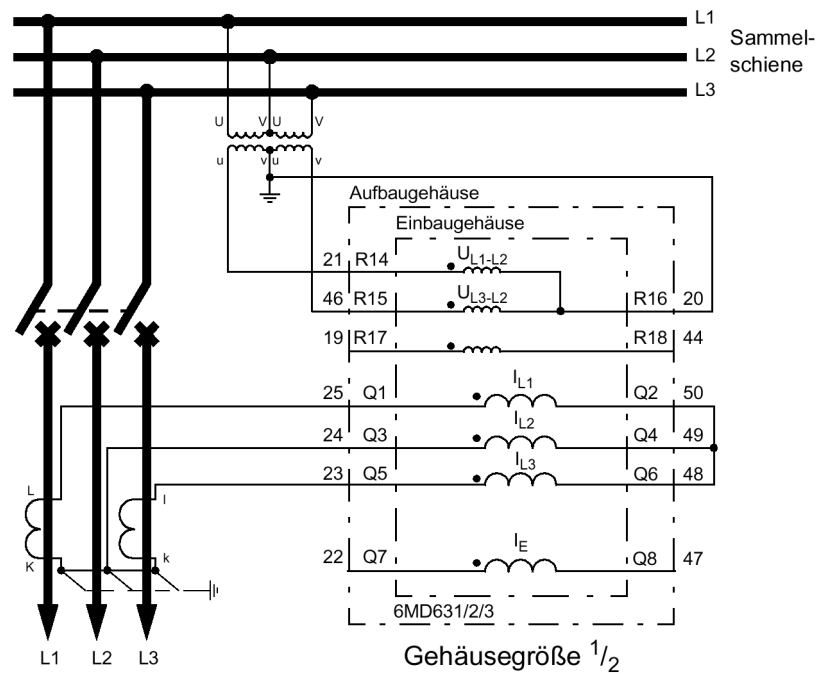 L1
L2
L3
Sammel-
schiene
U V U V
u v u v
Aufbaugehäuse
Einbaugehäuse
21 R14 UL1-L2
46 R15 UL3-L2 R16 20
19 R17 R18 44
25 Q1 IL1 Q2 50
24 Q3 IL2 Q4 49
23 Q5 IL3 Q6 48
L l
K k
22 Q7 IE Q8 47
6MD631/2/3
L1 L2 L3
Gehäusegröße 1/2